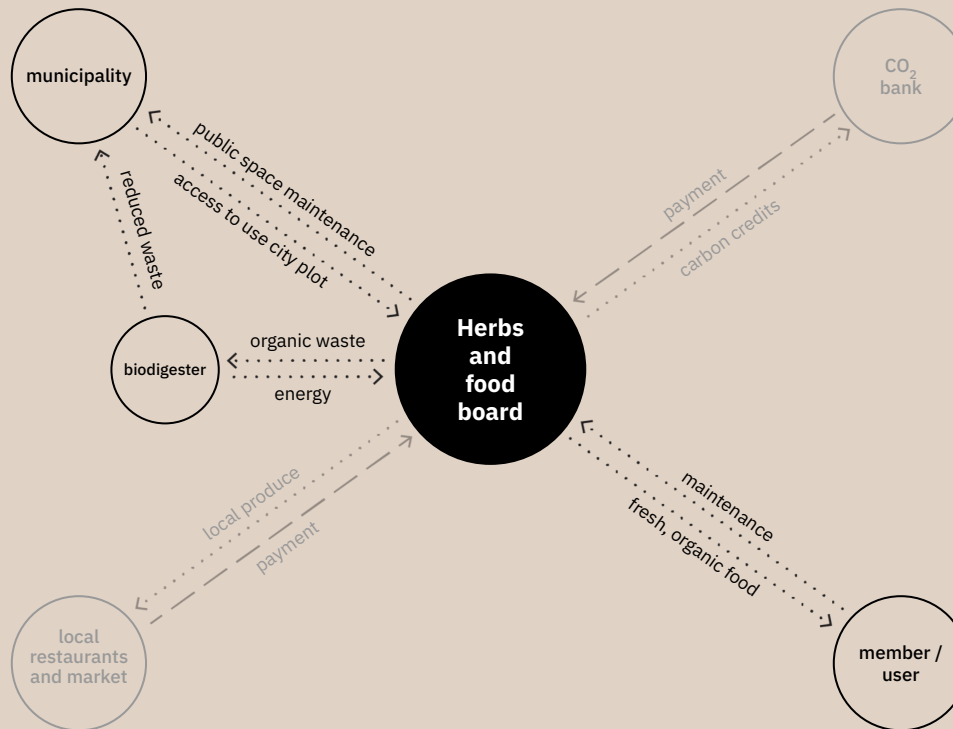 municipality
CO2
bank
public space maintenance
access to use city plot
payment
carbon credits
reduced waste
Herbs
and
food
board
organic waste
biodigester
energy
local produce
payment
maintenance
fresh, organic food
local
restaurants
and market
member /
user